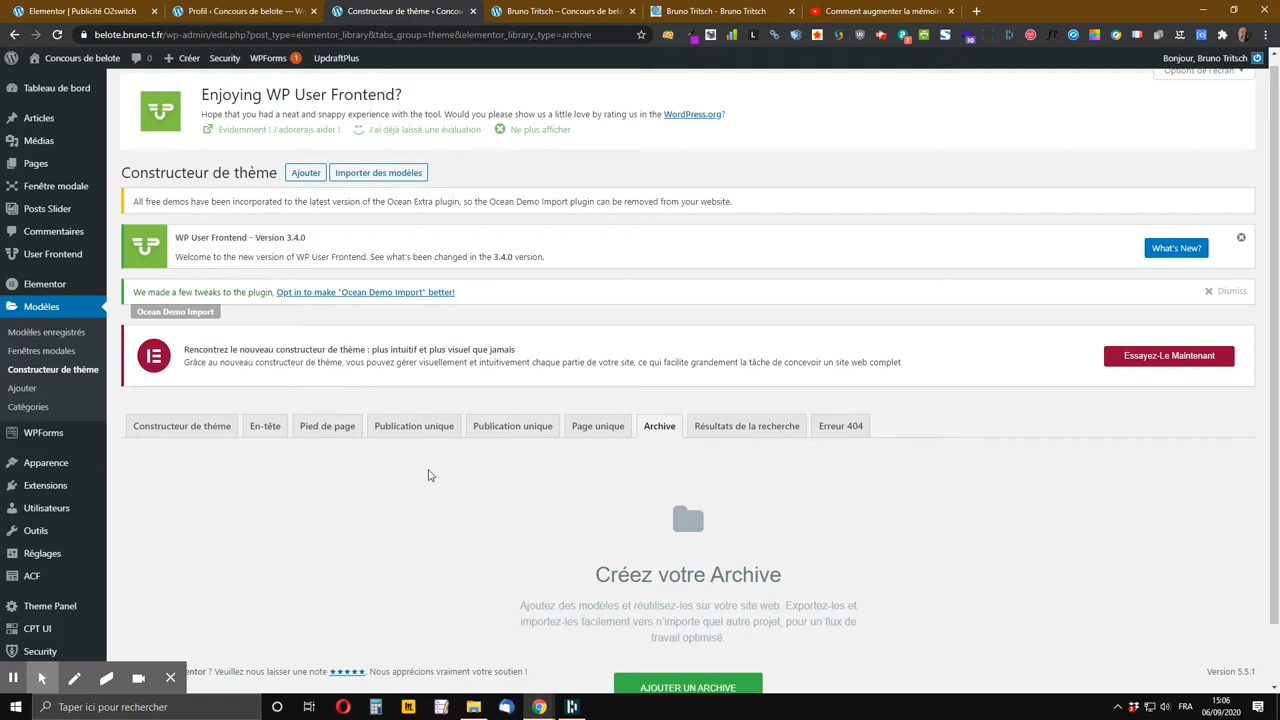 Elementor ‹ Concours de
Profil ‹ Concours de belote
Constructeur de thème ‹ Concou
Bruno Tritsch – Concours de bel
Bruno Tritsch – Concours de bel
Bruno Tritsch –
Comment augmenter la mémoire
belote.bruno-t.fr/wp-admin/edit.php?post_type=elementor_library&tabs_group=theme&elementor_library_type=archive
Concours de belote
0
Créer
Security
WPForms 1
UpdraftPlus
Bonjour, Bruno Tritsch
Options de l'écran
Tableau de bord
Articles
Médias
Pages
Fenêtre modale
Posts Slider
Commentaires
User Frontend
Elementor
Modèles
Modèles enregistrés
Fenêtres modales
Constructeur de thème
Ajouter
Catégories
WPForms
Apparence
Extensions
Utilisateurs
Outils
Réglages
ACF
Theme Panel
CPT UI
Security
Enjoying WP User Frontend?
Hope that you had a neat and snappy experience with the tool. Would you please show us a little love by rating us in the WordPress.org?
Évidemment ! J'adorerais aider !
J'ai déjà laissé une évaluation
Ne plus afficher
Constructeur de thème
Ajouter
Importer des modèles
All free demos have been incorporated to the latest version of the Ocean Extra plugin, so the Ocean Demo Import plugin can be removed from your website.
WP User Frontend - Version 3.4.0
Welcome to the new version of WP User Frontend. See what's been changed in the 3.4.0 version.
What's New?
We made a few tweaks to the plugin, Opt in to make "Ocean Demo Import" better!
Dismiss
Ocean Demo Import
Rencontrez le nouveau constructeur de thème : plus intuitif et plus visuel que jamais
Grâce au nouveau constructeur de thème, vous pouvez gérer visuellement et intuitivement chaque partie de votre site, ce qui facilite grandement la tâche de concevoir un site web complet
Essayez-Le Maintenant
Constructeur de thème
En-tête
Pied de page
Publication unique
Publication unique
Page unique
Archive
Résultats de la recherche
Erreur 404
Créez votre Archive
Ajoutez des modèles et réutilisez-les sur votre site web. Exportez-les et
importez-les facilement vers n'importe quel autre projet, pour un flux de
travail optimisé.
AJOUTER UN ARCHIVE
entor ? Veuillez nous laisser une note ★★★★★. Nous apprécions vraiment votre soutien !
Version 5.5.1
Taper ici pour rechercher
FRA
15:06
06/09/2020